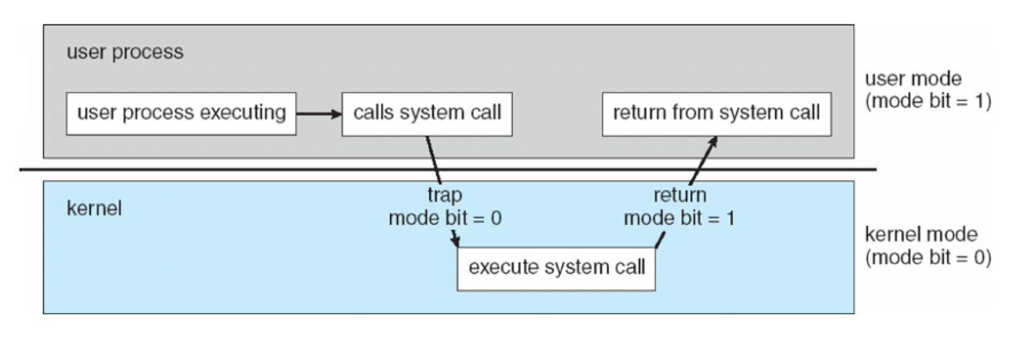 user process
user process executing
calls system call
return from system call
user mode
(mode bit = 1)
kernel
trap
mode bit = 0
return
mode bit = 1
execute system call
kernel mode
(mode bit = 0)